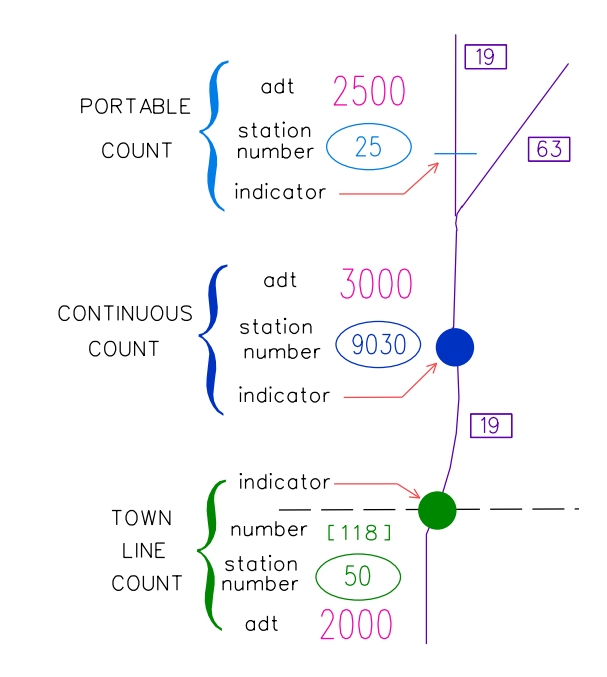 19
adt 2500
PORTABLE
station
number 25
63
COUNT
indicator
adt 3000
CONTINUOUS
station
number 9030
COUNT
indicator
19
indicator
TOWN
number [118]
LINE
station
number 50
COUNT
adt 2000